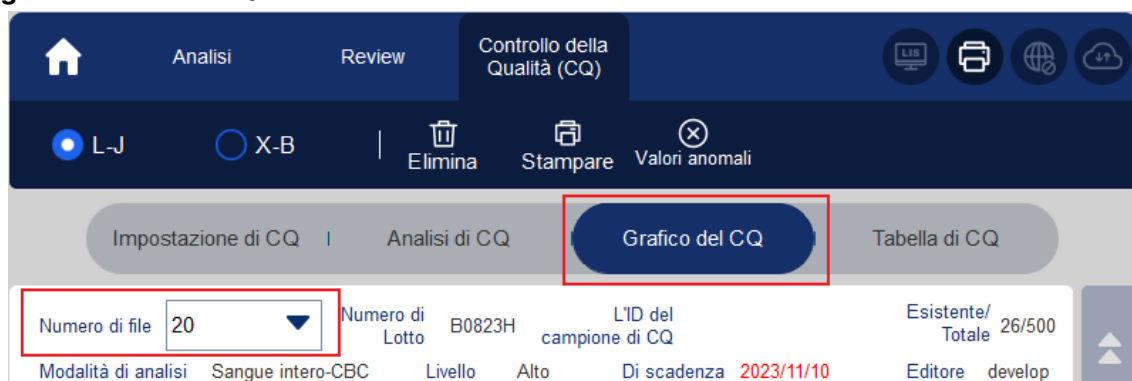 Analisi
Review
Controllo della
Qualità (CQ)
LIS
L-J
X-B
Elimina
Stampare
Valori anomali
Impostazione di CQ
Analisi di CQ
Grafico del CQ
Tabella di CQ
Numero di file 20
Numero di
Lotto
B0823H
L'ID del
campione di CQ
Esistente/
Totale
26/500
Modalità di analisi Sangue intero-CBC Livello Alto Di scadenza 2023/11/10 Editore develop